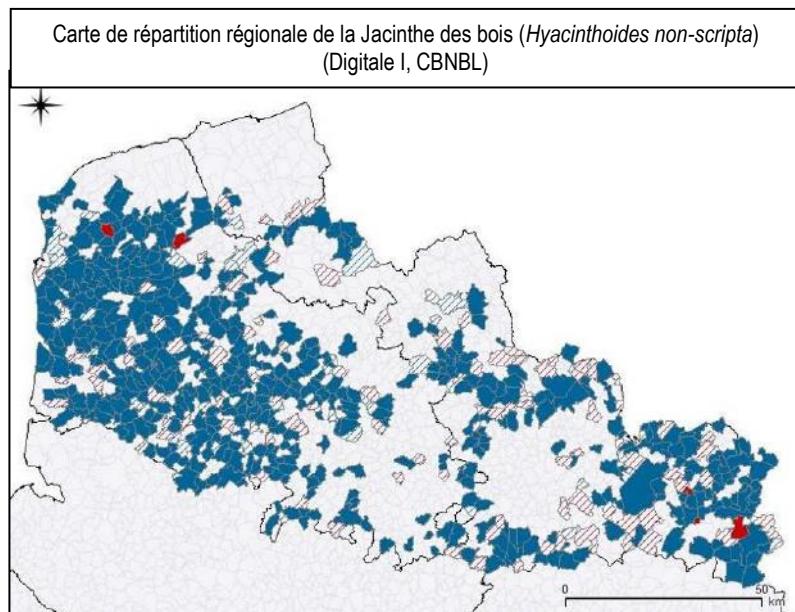 Carte de répartition régionale de la Jacinthe des bois (Hyacinthoides non-scripta)
(Digitale I, CBNBL)
0 50
km